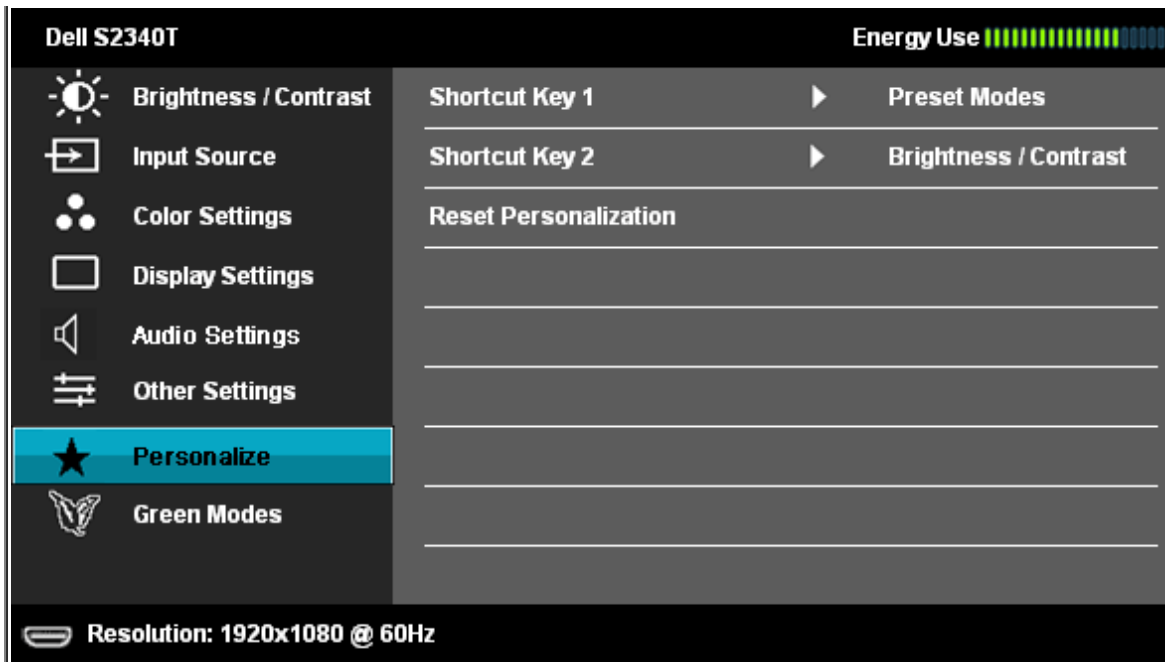 Dell S2340T Energy Use
Brightness / Contrast Shortcut Key 1 Preset Modes
Input Source Shortcut Key 2 Brightness / Contrast
Color Settings Reset Personalization
Display Settings
Audio Settings
Other Settings
Personalize
Green Modes
Resolution: 1920x1080 @ 60Hz